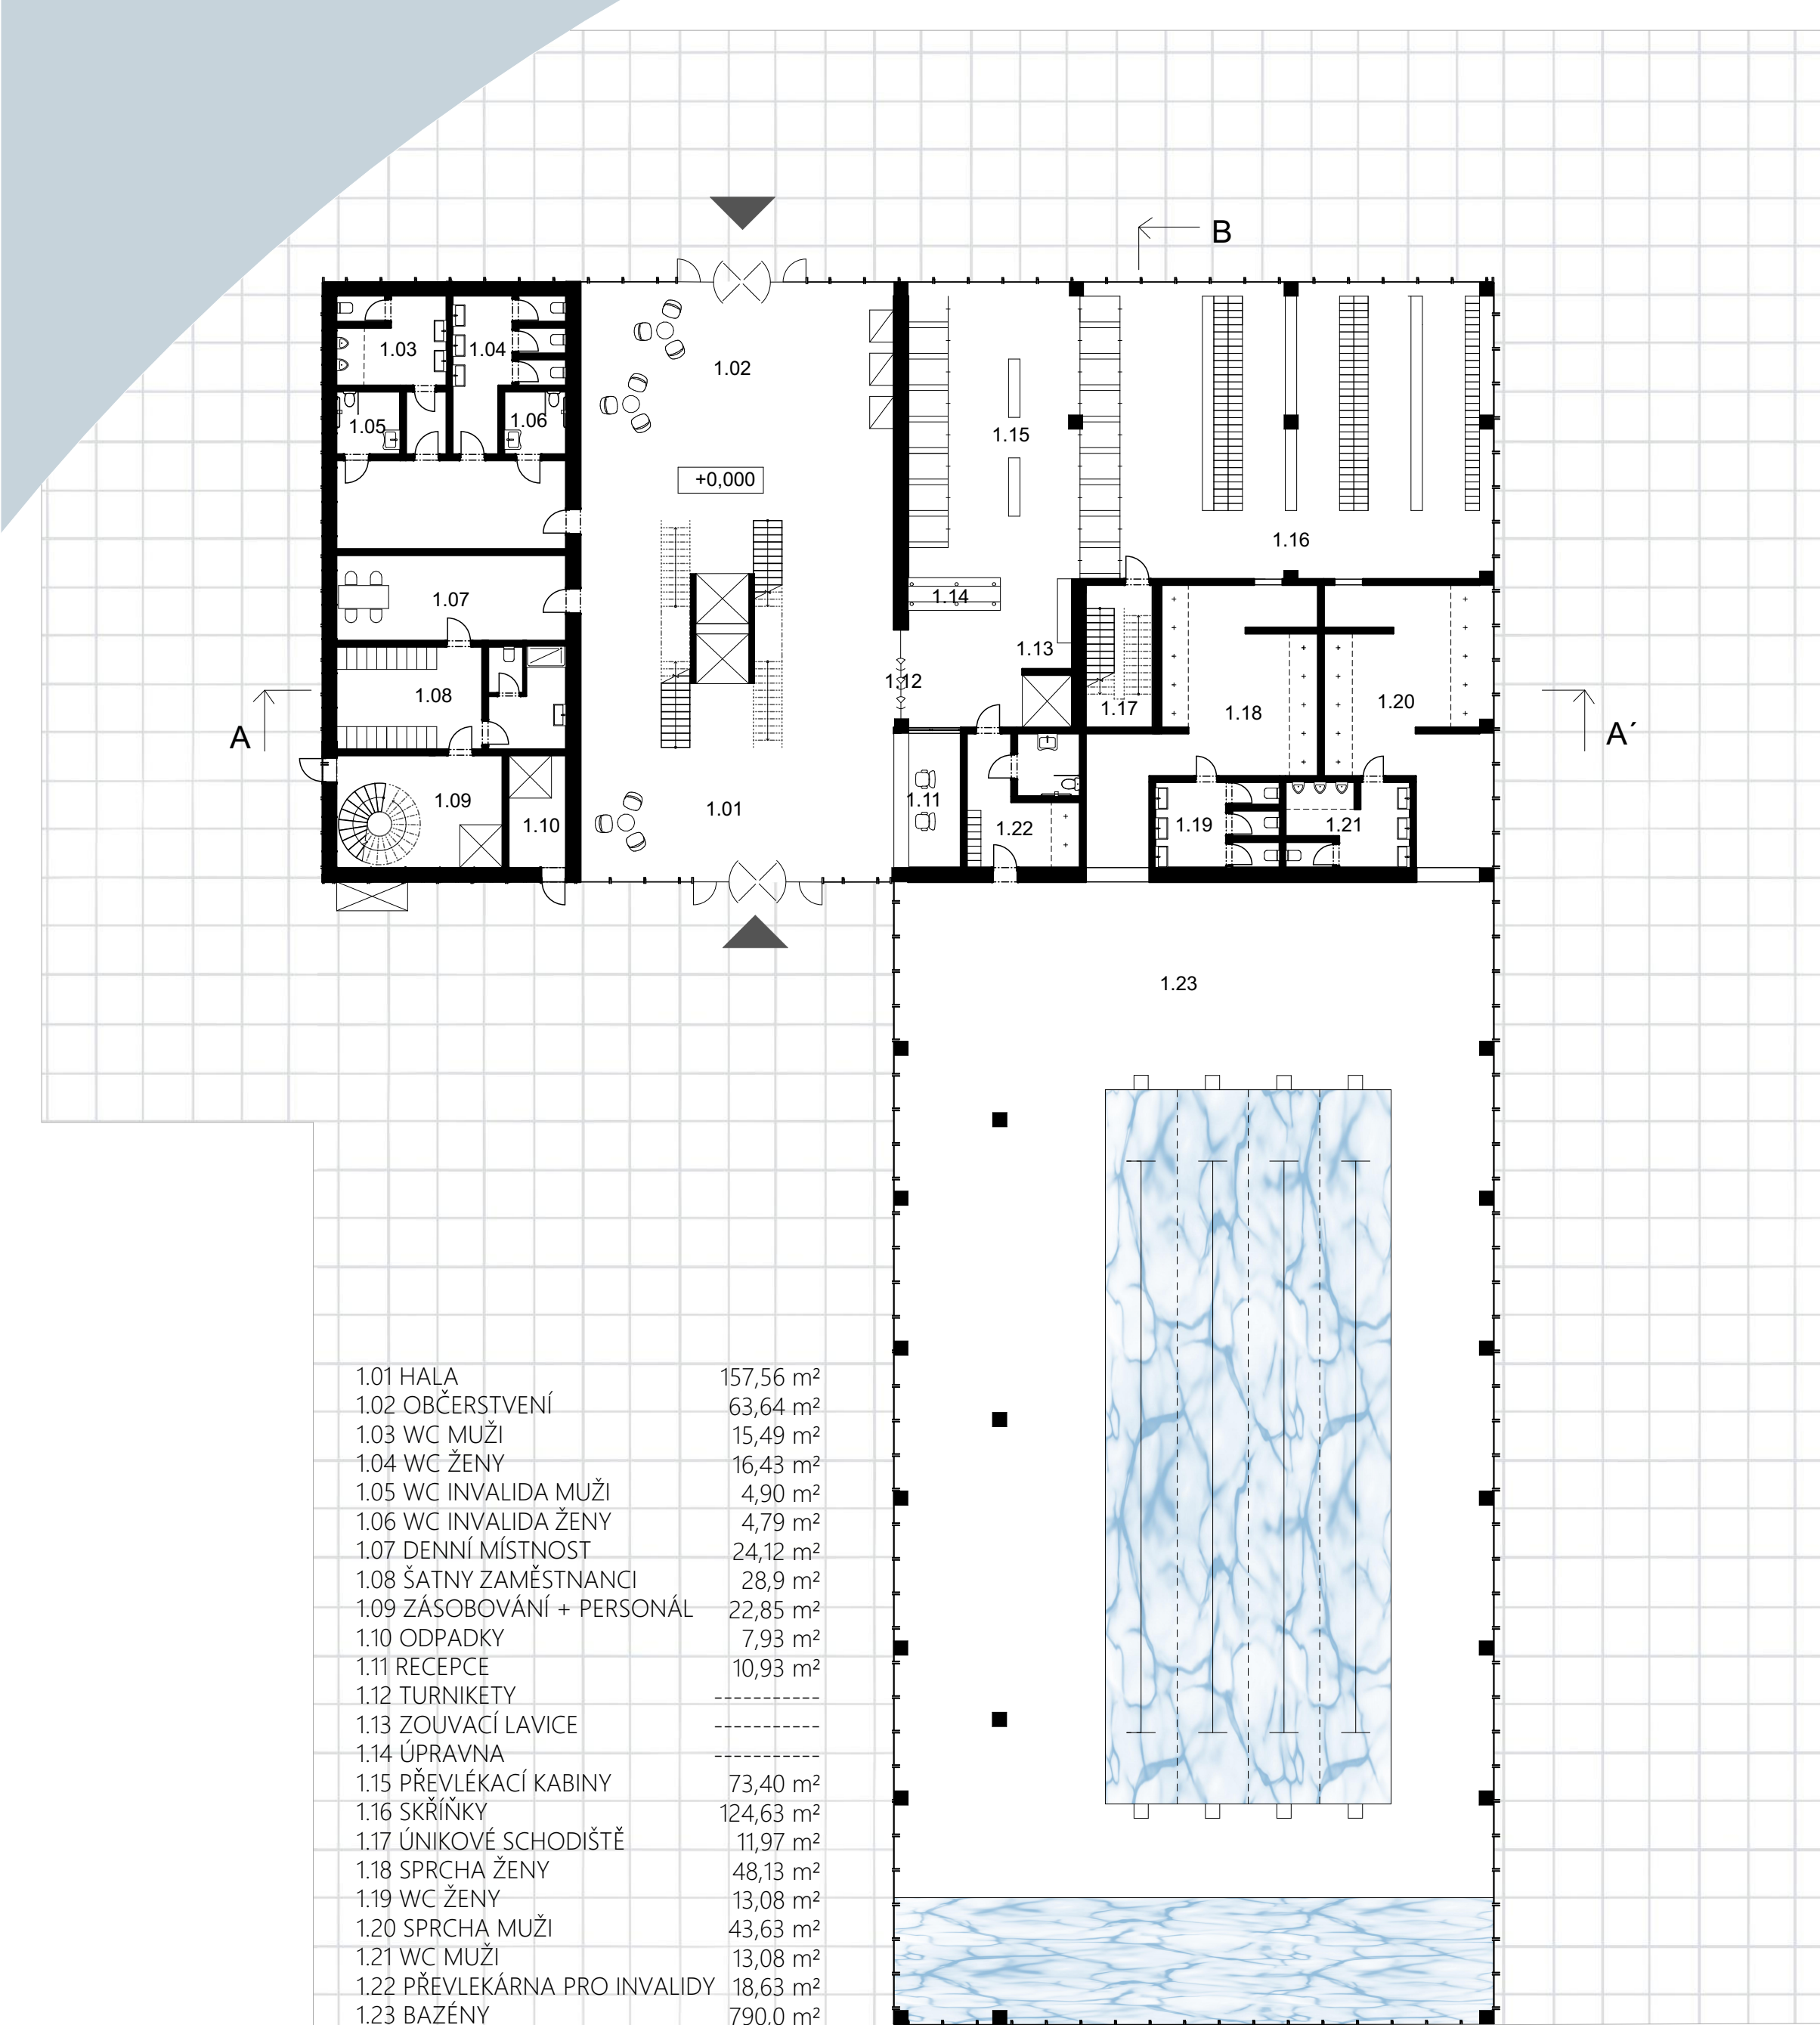 B
1.03
1.04
1.02
1.05
1.06
1.15
+0,000
1.16
1.07
1.14
1.13
1.08
1.12
1.17
1.18
1.20
A
A´
1.09
1.10
1.01
1.11
1.22
1.19
1.21
1.23
1.01 HALA 157,56 m²
1.02 OBČERSTVENÍ 63,64 m²
1.03 WC MUŽI 15,49 m²
1.04 WC ŽENY 16,43 m²
1.05 WC INVALIDA MUŽI 4,90 m²
1.06 WC INVALIDA ŽENY 4,79 m²
1.07 DENNÍ MÍSTNOST 24,12 m²
1.08 ŠATNY ZAMĚSTNANCI 28,9 m²
1.09 ZÁSOBOVÁNÍ + PERSONÁL 22,85 m²
1.10 ODPADKY 7,93 m²
1.11 RECEPCE 10,93 m²
1.12 TURNIKETY -----------
1.13 ZOUVACÍ LAVICE -----------
1.14 ÚPRAVNA -----------
1.15 PŘEVLÉKACÍ KABINY 73,40 m²
1.16 SKŘÍŇKY 124,63 m²
1.17 ÚNIKOVÉ SCHODIŠTĚ 11,97 m²
1.18 SPRCHA ŽENY 48,13 m²
1.19 WC ŽENY 13,08 m²
1.20 SPRCHA MUŽI 43,63 m²
1.21 WC MUŽI 13,08 m²
1.22 PŘEVLEKÁRNA PRO INVALIDY 18,63 m²
1.23 BAZÉNY 790,0 m²